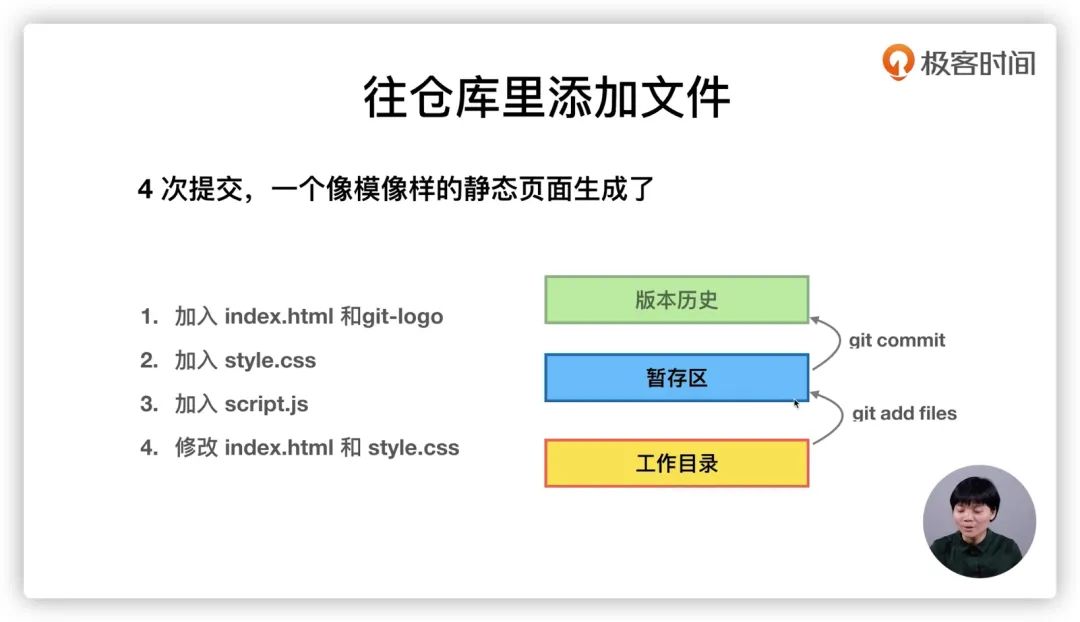 极客时间
往仓库里添加文件
4 次提交，一个像模像样的静态页面生成了
1. 加入 index.html 和git-logo
2. 加入 style.css
3. 加入 script.js
4. 修改 index.html 和 style.css
版本历史
git commit
暂存区
git add files
工作目录